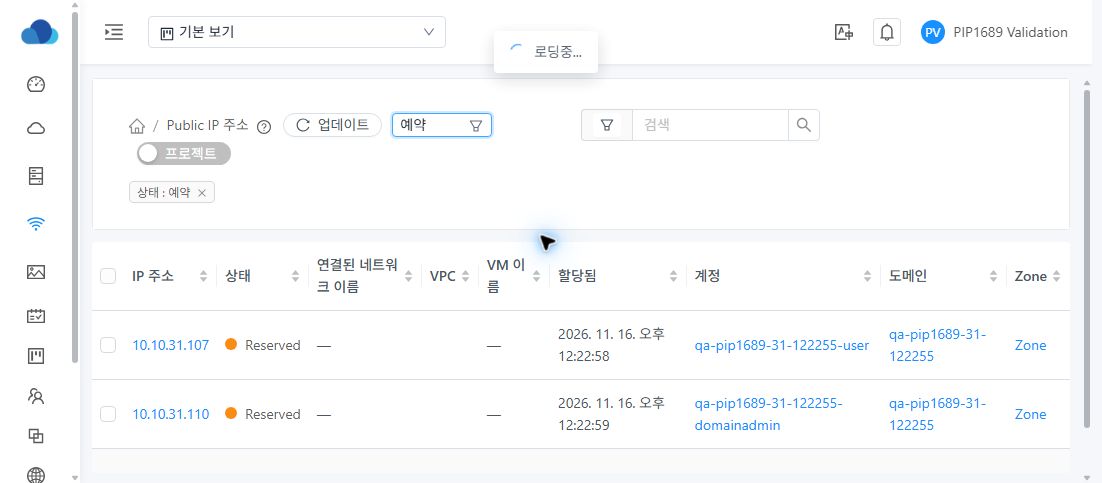 기본 보기
로딩중...
PV PIP1689 Validation
/ Public IP 주소 업데이트 예약 검색
프로젝트
상태 : 예약
IP 주소 상태 연결된 네트워크 이름 VPC VM 이름 할당됨 계정 도메인 Zone
10.10.31.107 Reserved — — 2026. 11. 16. 오후 12:22:58 qa-pip1689-31-122255-user qa-pip1689-31-122255 Zone
10.10.31.110 Reserved — — 2026. 11. 16. 오후 12:22:59 qa-pip1689-31-122255-domainadmin qa-pip1689-31-122255 Zone